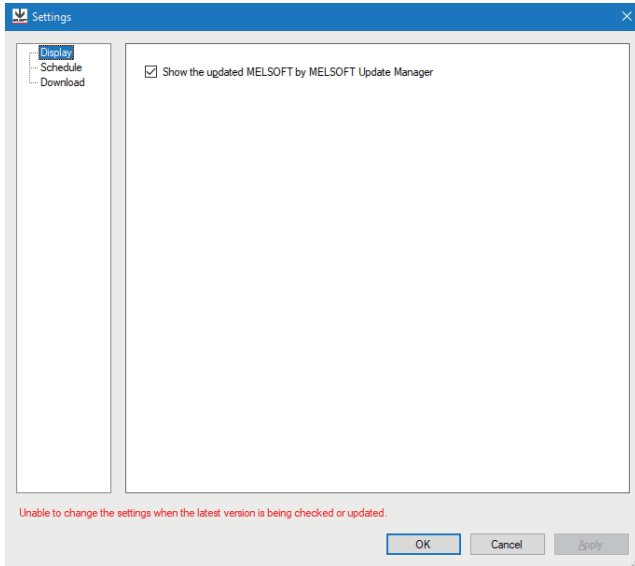 Settings
Display
Schedule
Download
Show the updated MELSOFT by MELSOFT Update Manager
Unable to change the settings when the latest version is being checked or updated.
OK
Cancel
Apply